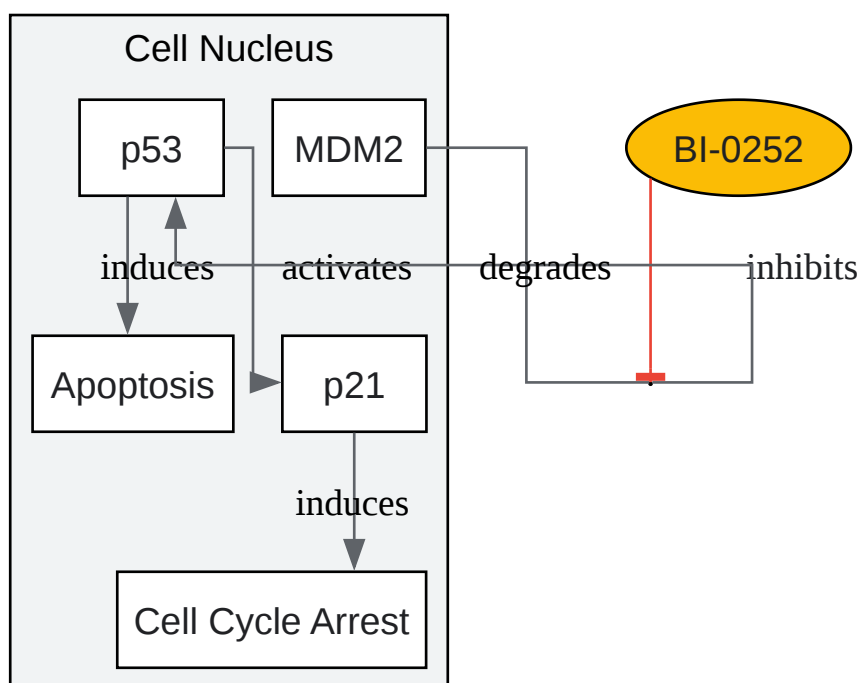 Cell Nucleus
p53
MDM2
BI-0252
induces
activates
degrades
inhibits
Apoptosis
p21
induces
Cell Cycle Arrest